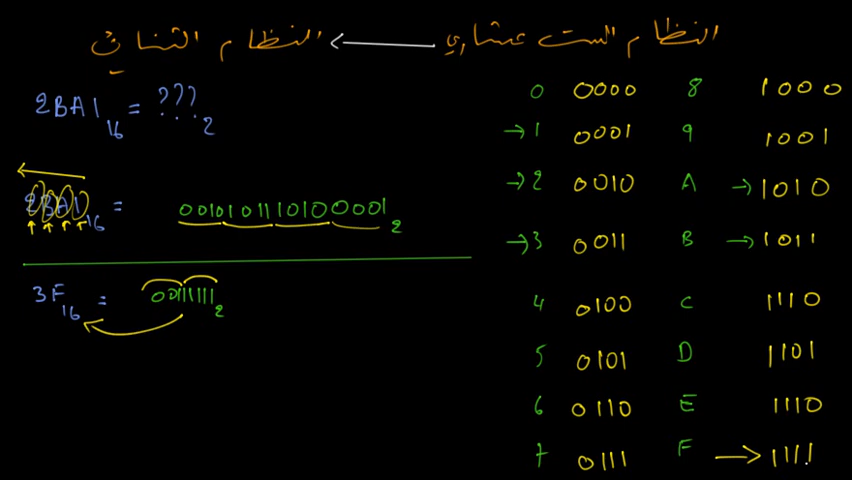 النظام الست عشاري ← النظام الثنائي
2BA1₁₆ = ???₂
2BA1₁₆ = 0010101110100001₂
3F₁₆ = 00111111₂
0 0000 8 1000
→ 1 0001 9 1001
→ 2 0010 A → 1010
→ 3 0011 B → 1011
4 0100 C 1110
5 0101 D 1101
6 0110 E 1110
7 0111 F → 1111